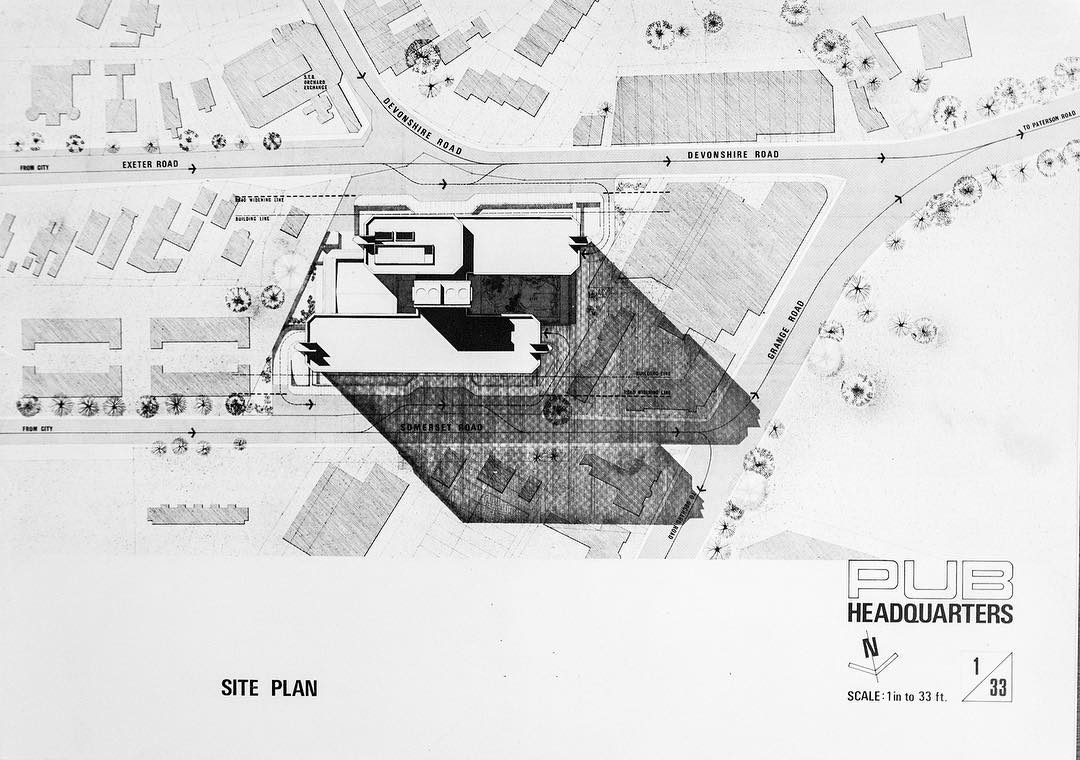 S.T.B.
ORCHARD
EXCHANGE
DEVONSHIRE ROAD
TO PATERSON ROAD
FROM CITY
EXETER ROAD
DEVONSHIRE ROAD
ROAD WIDENING LINE
BUILDING LINE
GRANGE ROAD
BUILDING LINE
ROAD WIDENING LINE
FROM CITY
SOMERSET ROAD
PUB
HEADQUARTERS
N
SITE PLAN
SCALE: 1 in to 33 ft.
1
33